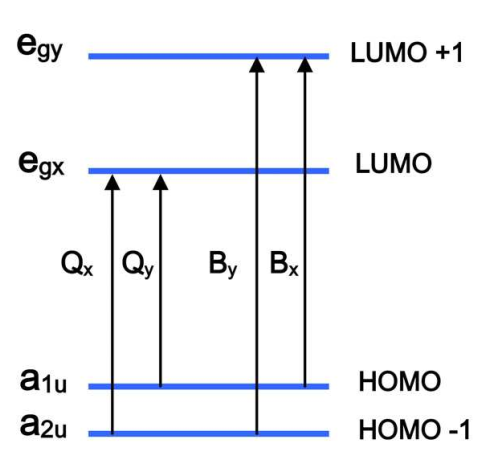 egy LUMO +1
egx LUMO
Qx Qy By Bx
a1u HOMO
a2u HOMO -1